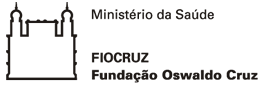 Ministério da Saúde
FIOCRUZ
Fundação Oswaldo Cruz